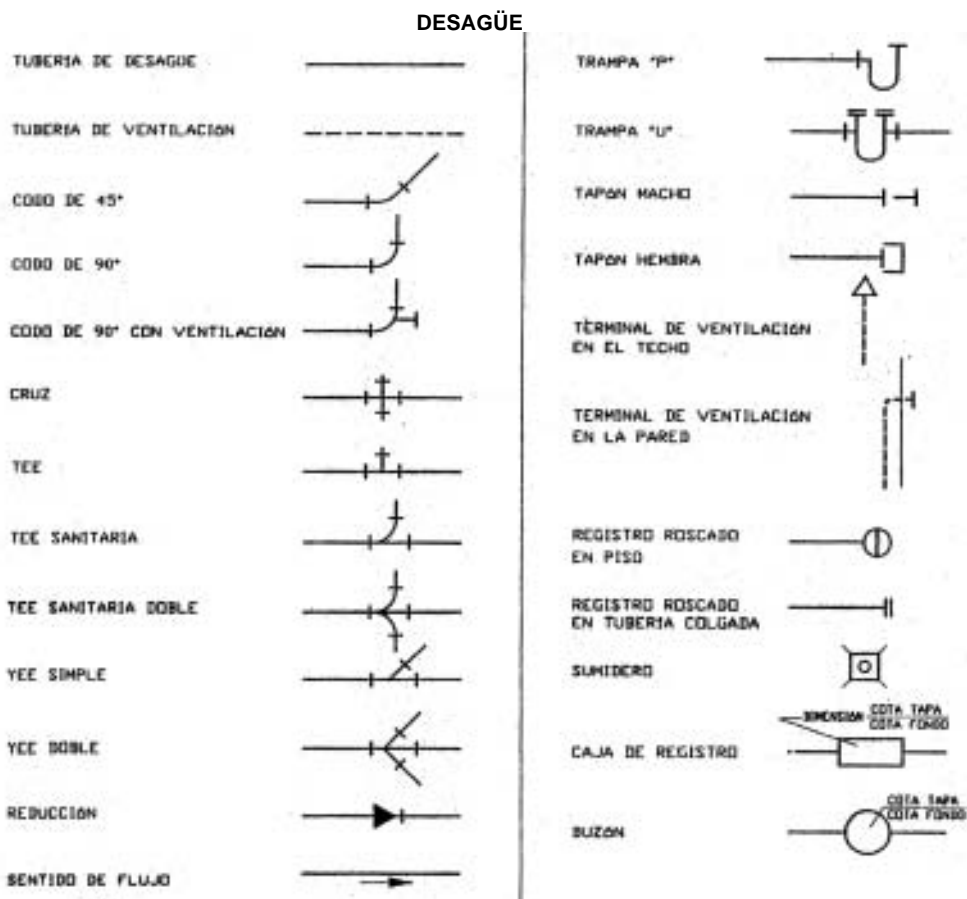 DESAGÜE
TUBERIA DE DESAGUE
TUBERIA DE VENTILACION
CODO DE 45°
CODO DE 90°
CODO DE 90° CON VENTILACION
CRUZ
TEE
TEE SANITARIA
TEE SANITARIA DOBLE
YEE SIMPLE
YEE DOBLE
REDUCCION
SENTIDO DE FLUJO
TRAMPA "P"
TRAMPA "U"
TAPON MACHO
TAPON HEMBRA
TERMINAL DE VENTILACION
EN EL TECHO
TERMINAL DE VENTILACION
EN LA PARED
REGISTRO ROSCADO
EN PISO
REGISTRO ROSCADO
EN TUBERIA COLGADA
SUMIDERO
DIMENSION COTA TAPA
COTA FONDO
CAJA DE REGISTRO
COTA TAPA
COTA FONDO
BUZON